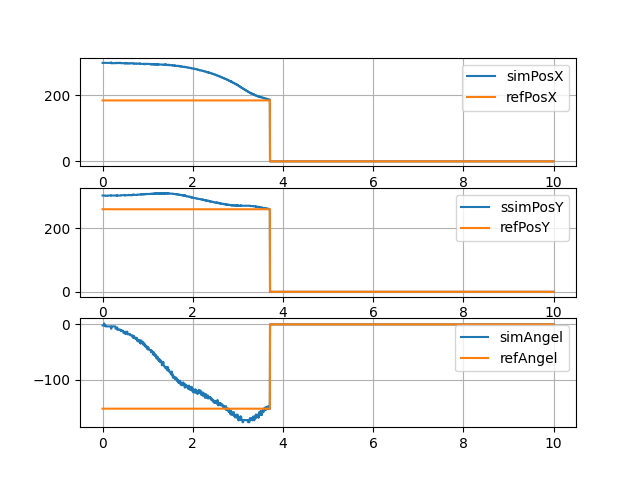 200
0
simPosX
refPosX
0 2 4 6 8 10
200
0
ssimPosY
refPosY
0 2 4 6 8 10
0
−100
simAngel
refAngel
0 2 4 6 8 10